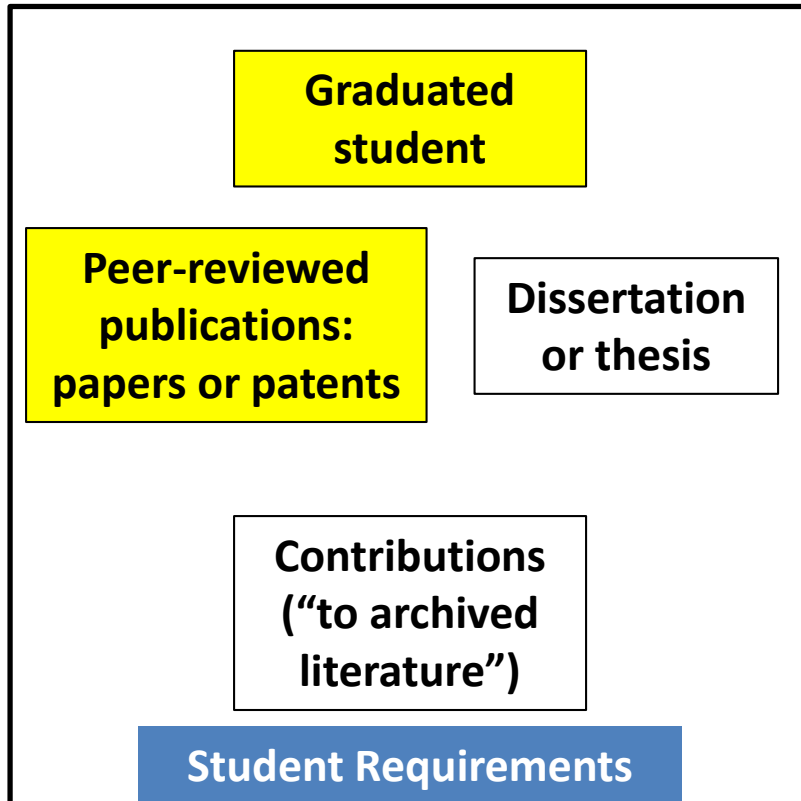 Graduated
student
Peer-reviewed
publications:
papers or patents
Dissertation
or thesis
Contributions
(“to archived
literature”)
Student Requirements